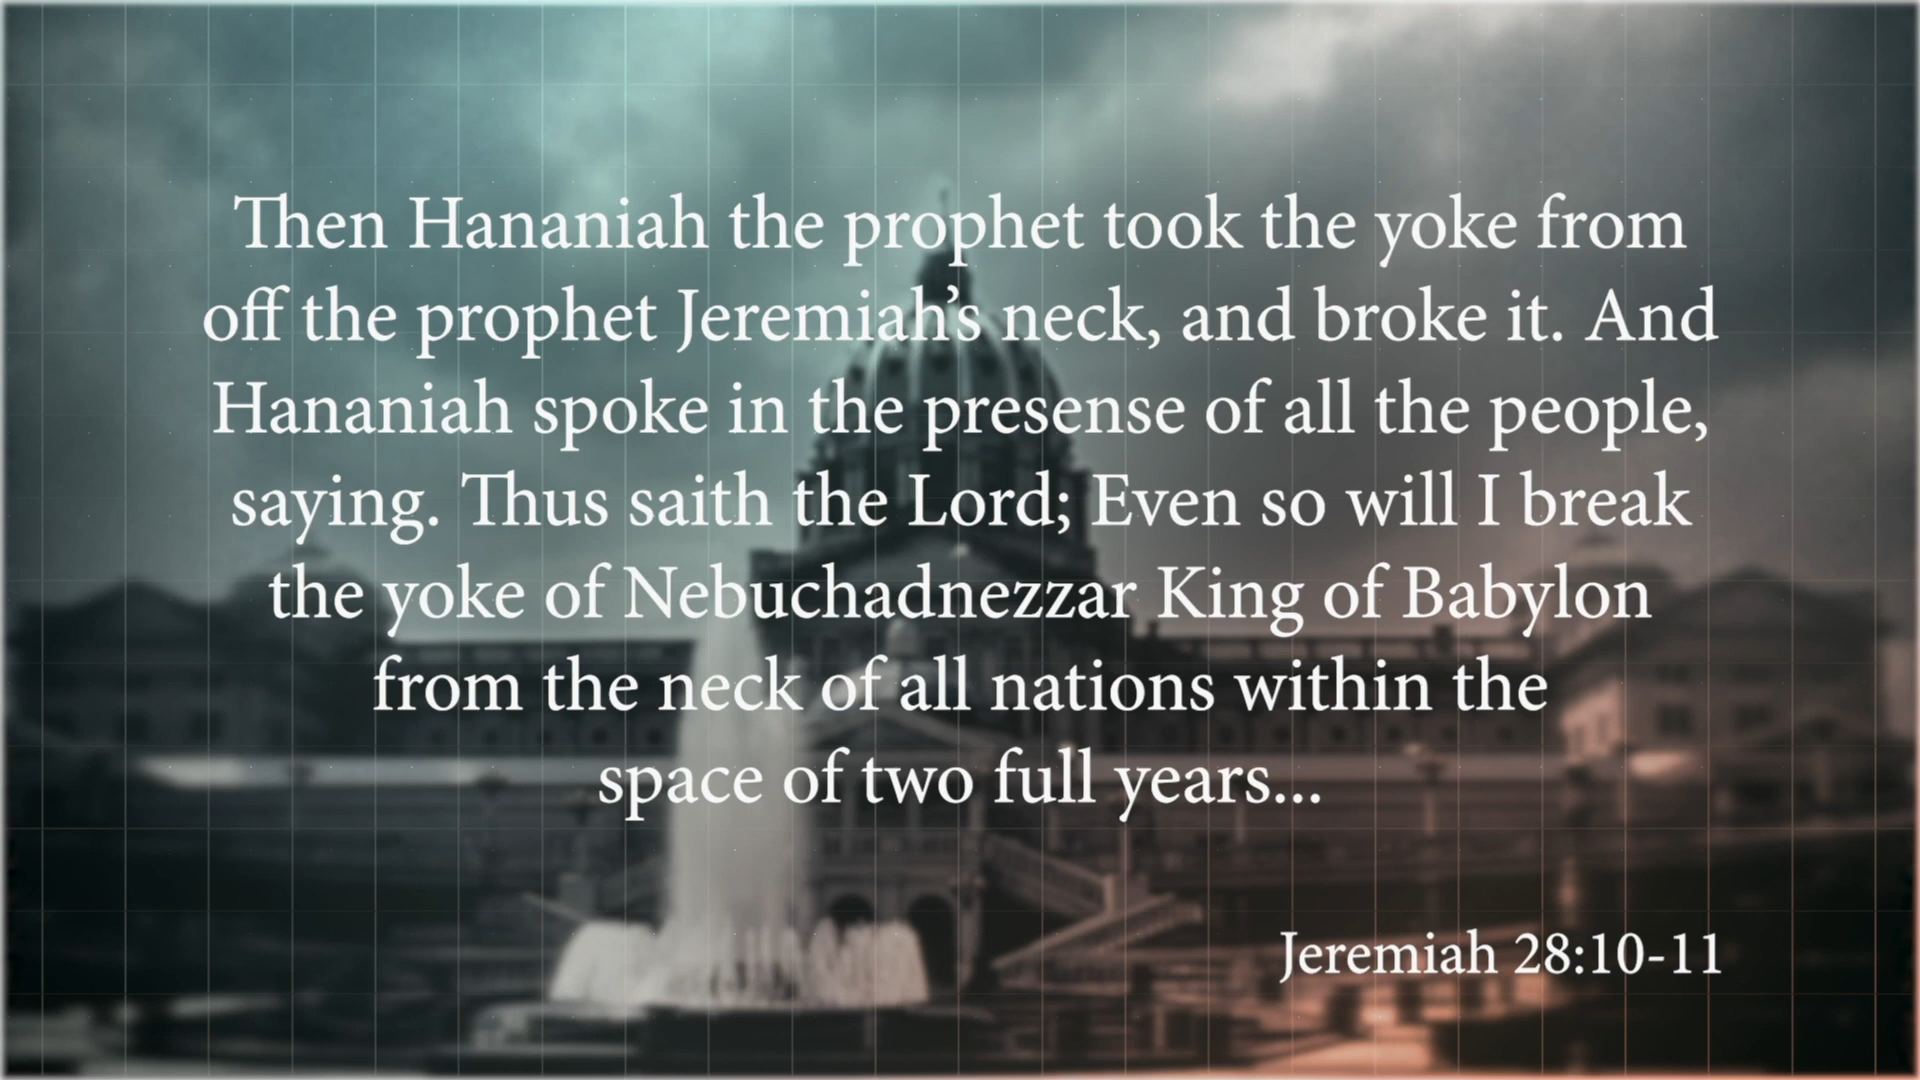 Then Hananiah the prophet took the yoke from
off the prophet Jeremiah’s neck, and broke it. And
Hananiah spoke in the presense of all the people,
saying. Thus saith the Lord; Even so will I break
the yoke of Nebuchadnezzar King of Babylon
from the neck of all nations within the
space of two full years...
Jeremiah 28:10-11